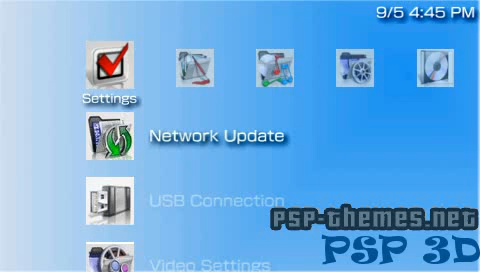 9/5 4:45 PM
Settings
Network Update
USB Connection
psp-themes.net
PSP 3D
Video Settings